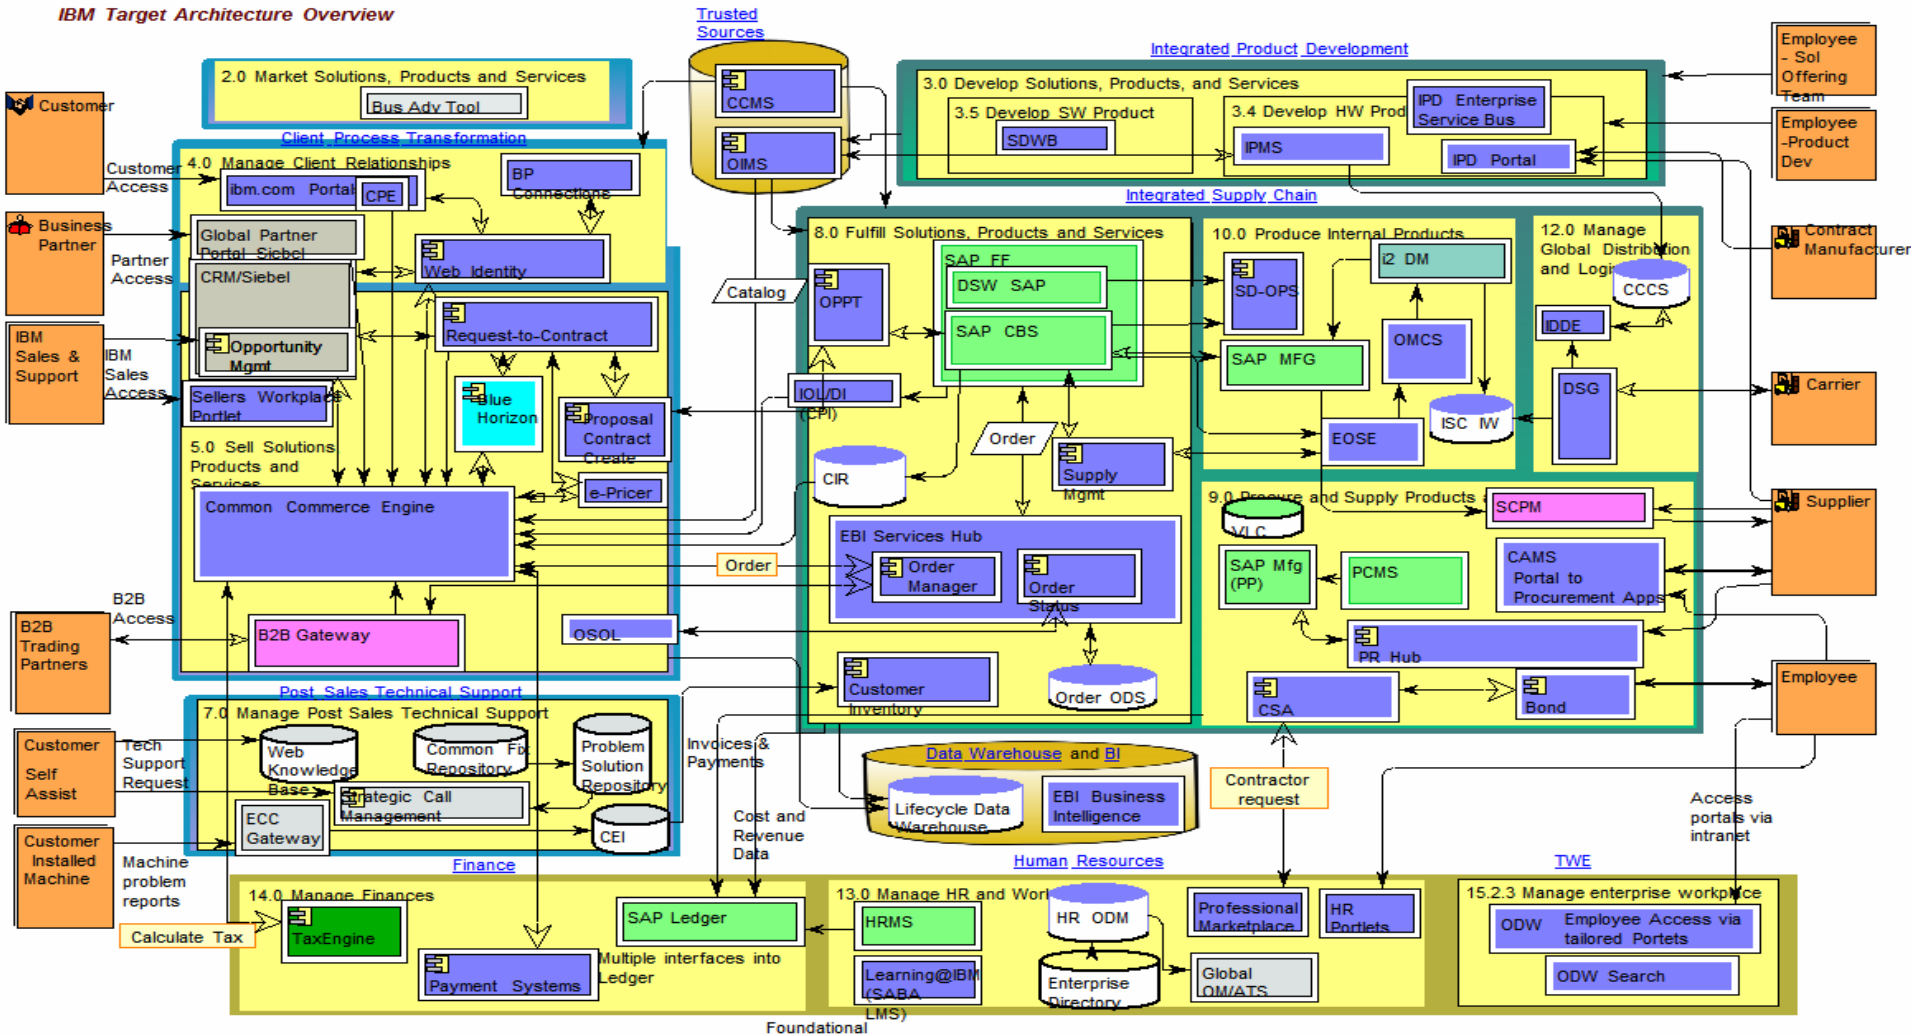 IBM Target Architecture Overview
Trusted
Sources
CCMS
OIMS
2.0 Market Solutions, Products and Services
Bus Adv Tool
Integrated Product Development
3.0 Develop Solutions, Products, and Services
3.5 Develop SW Product
SDWB
3.4 Develop HW Prod
IPD Enterprise
Service Bus
IPMS
IPD Portal
Employee
- Sol
Offering
Team
Employee
-Product
Dev
Customer
Customer
Access
Business
Partner
Partner
Access
IBM
Sales &
Support
IBM
Sales
Access
Client Process Transformation
4.0 Manage Client Relationships
ibm.com Portal
CPE
BP
Connections
Global Partner
Portal Siebel
Web Identity
CRM/Siebel
Opportunity
Mgmt
Request-to-Contract
Sellers Workplace
Portlet
Blue
Horizon
Proposal
Contract
Create
5.0 Sell Solutions
Products and
Services
e-Pricer
Common Commerce Engine
B2B Gateway
OSOL
B2B
Access
B2B
Trading
Partners
Catalog
Order
Integrated Supply Chain
8.0 Fulfill Solutions, Products and Services
SAP FF
DSW SAP
SAP CBS
OPPT
IOL/DI
(CPI)
Order
CIR
Supply
Mgmt
EBI Services Hub
Order
Manager
Order
Status
Customer
Inventory
Order ODS
10.0 Produce Internal Products
i2 DM
SD-OPS
OMCS
SAP MFG
ISC IW
EOSE
12.0 Manage
Global Distribution
and Logi
CCCS
IDDE
DSG
9.0 Procure and Supply Products a
SCPM
VLC
SAP Mfg
(PP)
PCMS
CAMS
Portal to
Procurement Apps
PR Hub
CSA
Bond
Contract
Manufacturer
Carrier
Supplier
Employee
Post Sales Technical Support
7.0 Manage Post Sales Technical Support
Web
Knowledge
Base
Common Fix
Repository
Problem
Solution
Repository
Strategic Call
Management
ECC
Gateway
CEI
Customer
Self
Assist
Tech
Support
Request
Customer
Installed
Machine
Machine
problem
reports
Calculate Tax
Invoices &
Payments
Cost and
Revenue
Data
Data Warehouse and BI
Lifecycle Data
Warehouse
EBI Business
Intelligence
Contractor
request
Access
portals via
intranet
Finance
14.0 Manage Finances
TaxEngine
Payment Systems
SAP Ledger
Multiple interfaces into
Ledger
Human Resources
13.0 Manage HR and Work
HRMS
Learning@IBM
(SABA
LMS)
HR ODM
Enterprise
Directory
Professional
Marketplace
HR
Portlets
Global
OM/ATS
TWE
15.2.3 Manage enterprise workplace
ODW Employee Access via
tailored Portets
ODW Search
Foundational